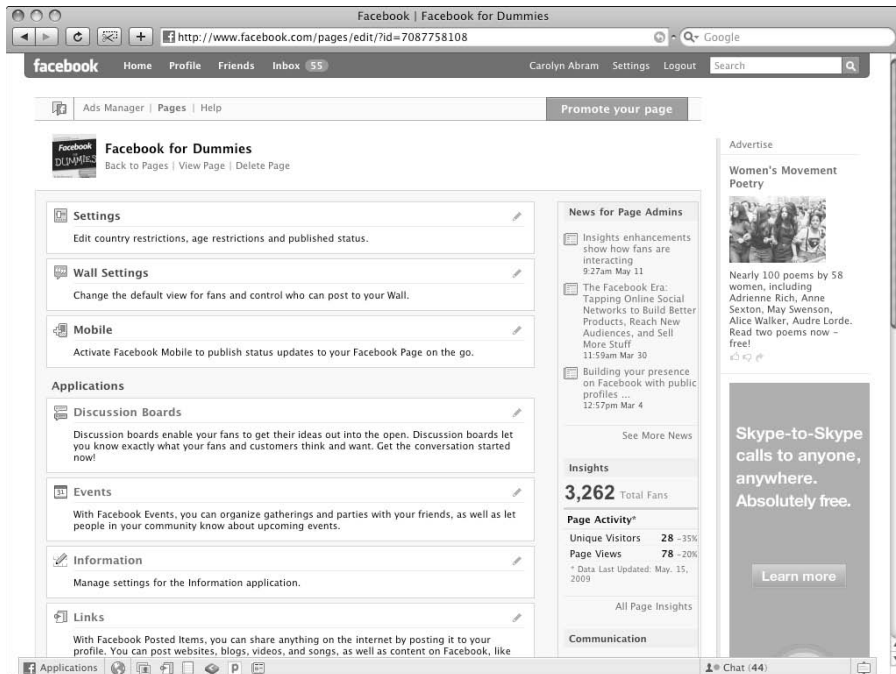 Facebook | Facebook for Dummies
http://www.facebook.com/pages/edit/?id=7087758108
Google
facebook Home Profile Friends Inbox 55 Carolyn Abram Settings Logout Search
Ads Manager | Pages | Help
Promote your page
Facebook
DUMMIES
Facebook for Dummies
Back to Pages | View Page | Delete Page
Settings
Edit country restrictions, age restrictions and published status.
Wall Settings
Change the default view for fans and control who can post to your Wall.
Mobile
Activate Facebook Mobile to publish status updates to your Facebook Page on the go.
Applications
Discussion Boards
Discussion boards enable your fans to get their ideas out into the open. Discussion boards let
you know exactly what your fans and customers think and want. Get the conversation started
now!
31 Events
With Facebook Events, you can organize gatherings and parties with your friends, as well as let
people in your community know about upcoming events.
Information
Manage settings for the Information application.
Links
With Facebook Posted Items, you can share anything on the internet by posting it to your
profile. You can post websites, blogs, videos, and songs, as well as content on Facebook, like
News for Page Admins
Insights enhancements
show how fans are
interacting
9:27am May 11
The Facebook Era:
Tapping Online Social
Networks to Build Better
Products, Reach New
Audiences, and Sell
More Stuff
11:59am Mar 30
Building your presence
on Facebook with public
profiles ...
12:57pm Mar 4
See More News
Insights
3,262 Total Fans
Page Activity*
Unique Visitors 28 -35%
Page Views 78 -20%
* Data Last Updated: May. 15,
2009
All Page Insights
Communication
Advertise
Women's Movement
Poetry
Nearly 100 poems by 58
women, including
Adrienne Rich, Anne
Sexton, May Swenson,
Alice Walker, Audre Lorde.
Read two poems now –
free!
Skype-to-Skype
calls to anyone,
anywhere.
Absolutely free.
Learn more
Applications
Chat (44)